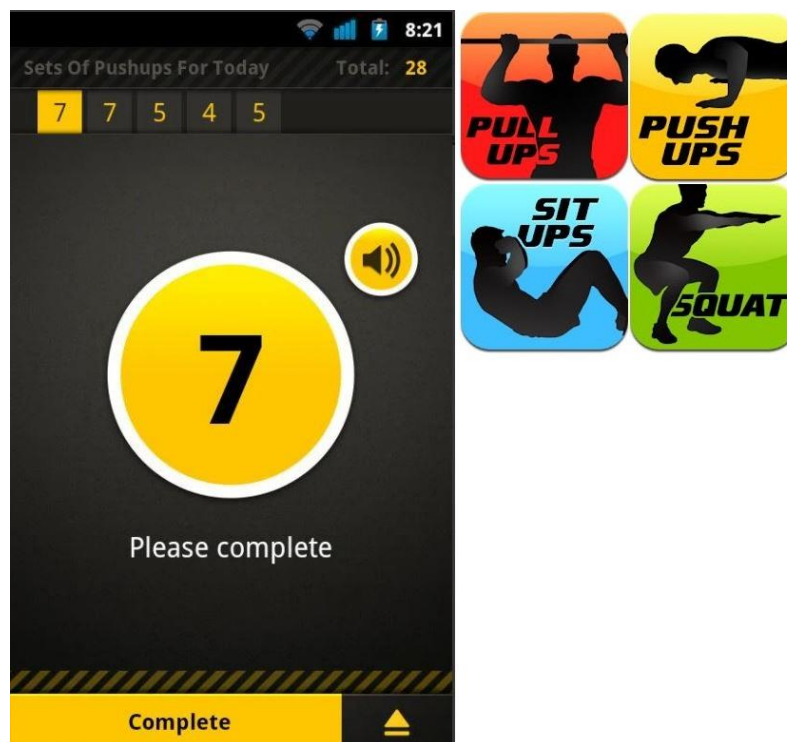 8:21
Sets Of Pushups For Today Total: 28
7 7 5 4 5
7
Please complete
Complete
PULL
UPS
PUSH
UPS
SIT
UPS
SQUAT